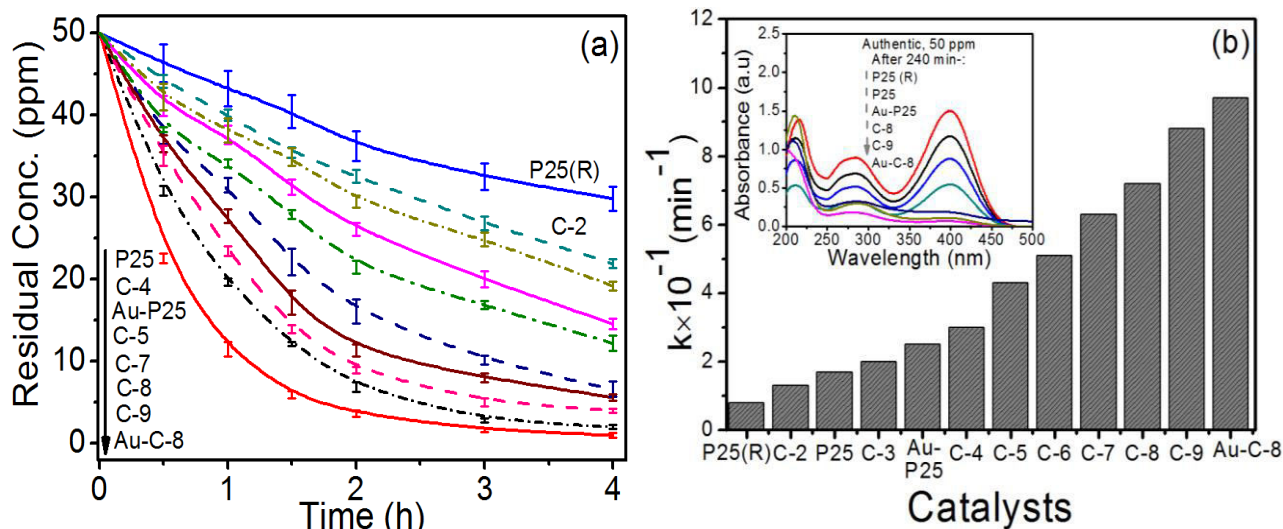 (a)
Residual Conc. (ppm)
50
40
30
20
10
0
P25(R)
C-2
P25
C-4
Au-P25
C-5
C-7
C-8
C-9
Au-C-8
0 1 2 3 4
Time (h)
(b)
k×10⁻¹ (min⁻¹)
12
10
8
6
4
2
0
Authentic, 50 ppm
After 240 min-:
P25 (R)
P25
Au-P25
C-8
C-9
Au-C-8
Absorbance (a.u)
2.5
2.0
1.5
1.0
0.5
0.0
200 250 300 350 400 450 500
Wavelength (nm)
P25(R) C-2 P25 C-3 Au-P25 C-4 C-5 C-6 C-7 C-8 C-9 Au-C-8
Catalysts